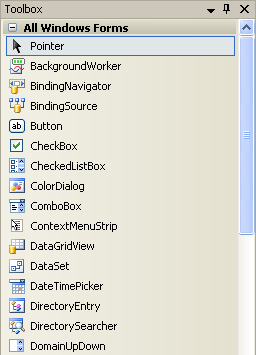 Toolbox
All Windows Forms
Pointer
BackgroundWorker
BindingNavigator
BindingSource
ab Button
CheckBox
CheckedListBox
ColorDialog
ComboBox
ContextMenuStrip
DataGridView
DataSet
DateTimePicker
DirectoryEntry
DirectorySearcher
DomainUpDown